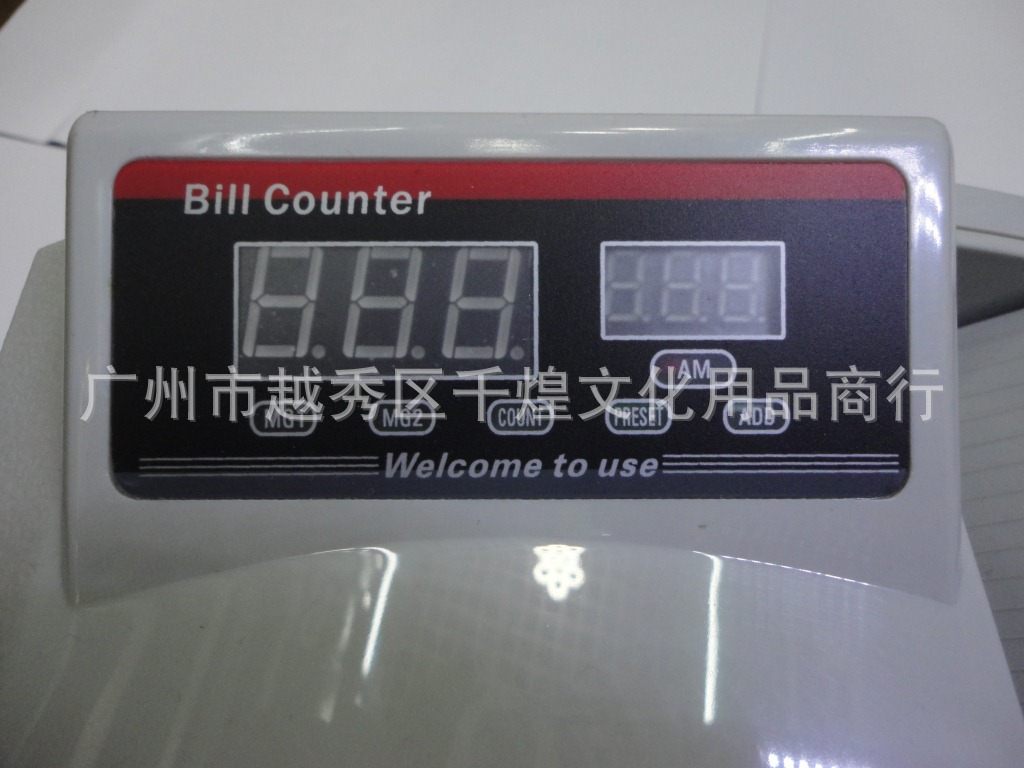 Bill Counter
AM
广州市越秀区千煌文化用品商行
MG1 MG2 COUNT PRESET ADD
Welcome to use